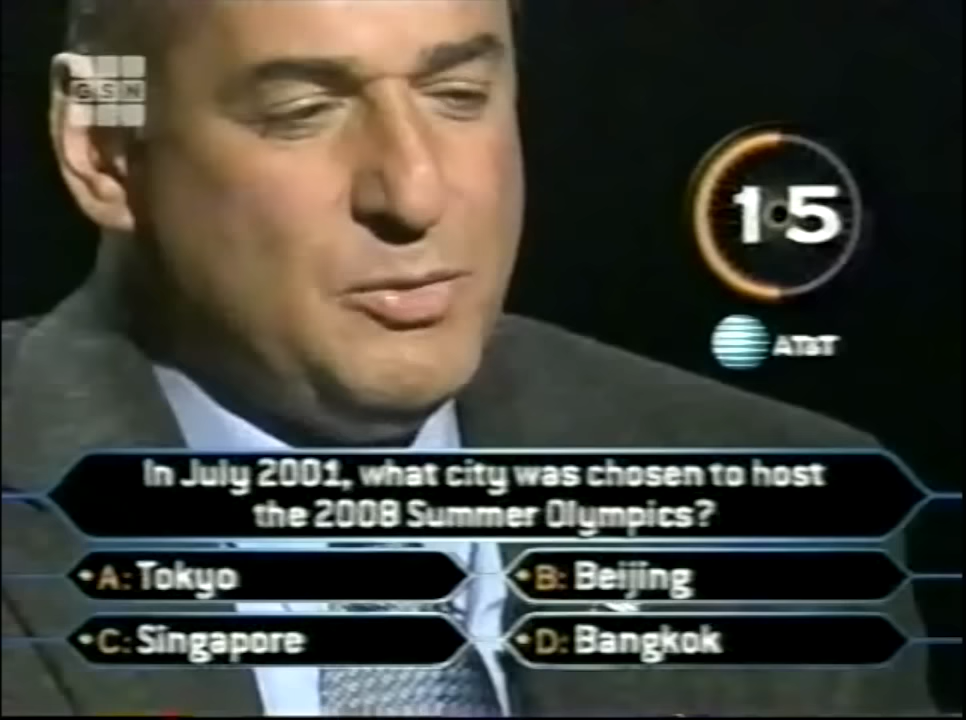 GSN
15
AT&T
In July 2001, what city was chosen to host
the 2008 Summer Olympics?
A: Tokyo
B: Beijing
C: Singapore
D: Bangkok